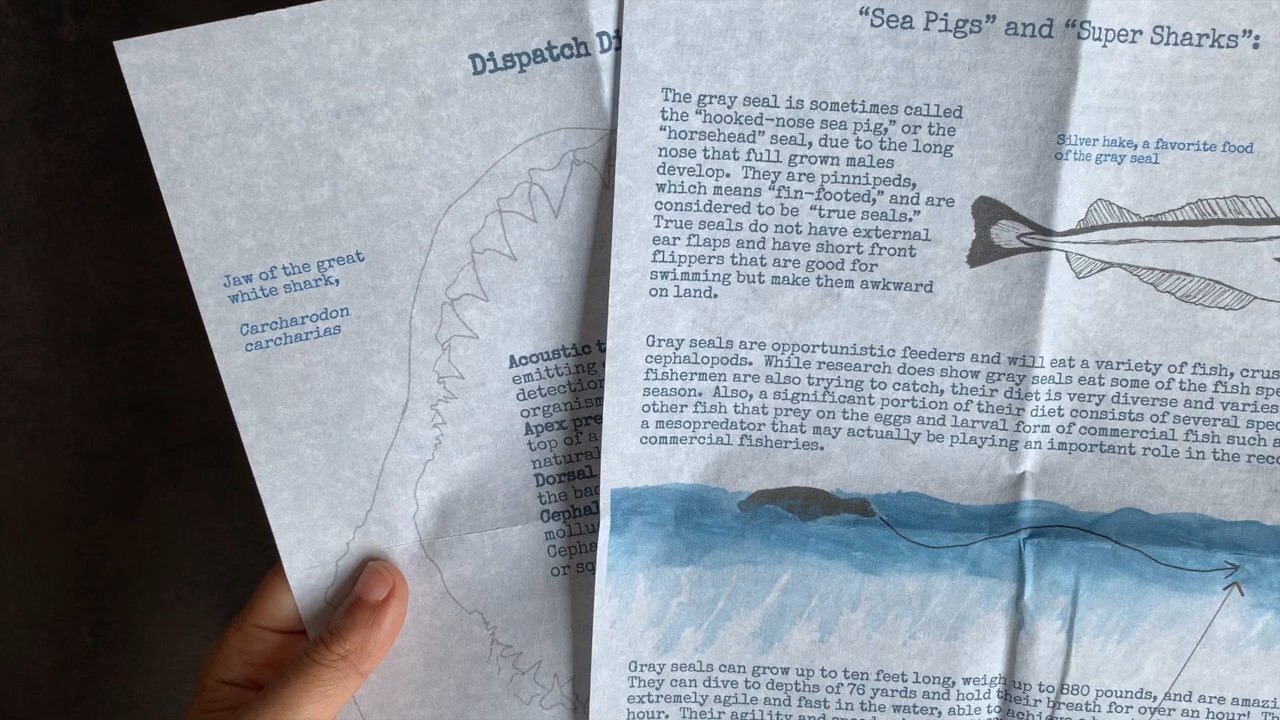 Dispatch Di
Jaw of the great
white shark,
Carcharodon
carcharias
Acoustic t
emitting
detection
organism
Apex pre
top of a
natural
Dorsal
the bac
Cephal
mollu
Cepha
or sq
“Sea Pigs” and “Super Sharks”:
The gray seal is sometimes called
the “hooked-nose sea pig,” or the
“horsehead” seal, due to the long
nose that full grown males
develop. They are pinnipeds,
which means “fin-footed,” and are
considered to be “true seals.”
True seals do not have external
ear flaps and have short front
flippers that are good for
swimming but make them awkward
on land.
Silver hake, a favorite food
of the gray seal
Gray seals are opportunistic feeders and will eat a variety of fish, crus
cephalopods. While research does show gray seals eat some of the fish spe
fishermen are also trying to catch, their diet is very diverse and varies
season. Also, a significant portion of their diet consists of several spec
other fish that prey on the eggs and larval form of commercial fish such a
a mesopredator that may actually be playing an important role in the reco
commercial fisheries.
Gray seals can grow up to ten feet long, weigh up to 880 pounds, and are amazi
They can dive to depths of 76 yards and hold their breath for over an hour! Th
extremely agile and fast in the water, able to achieve
hour. Their agility and